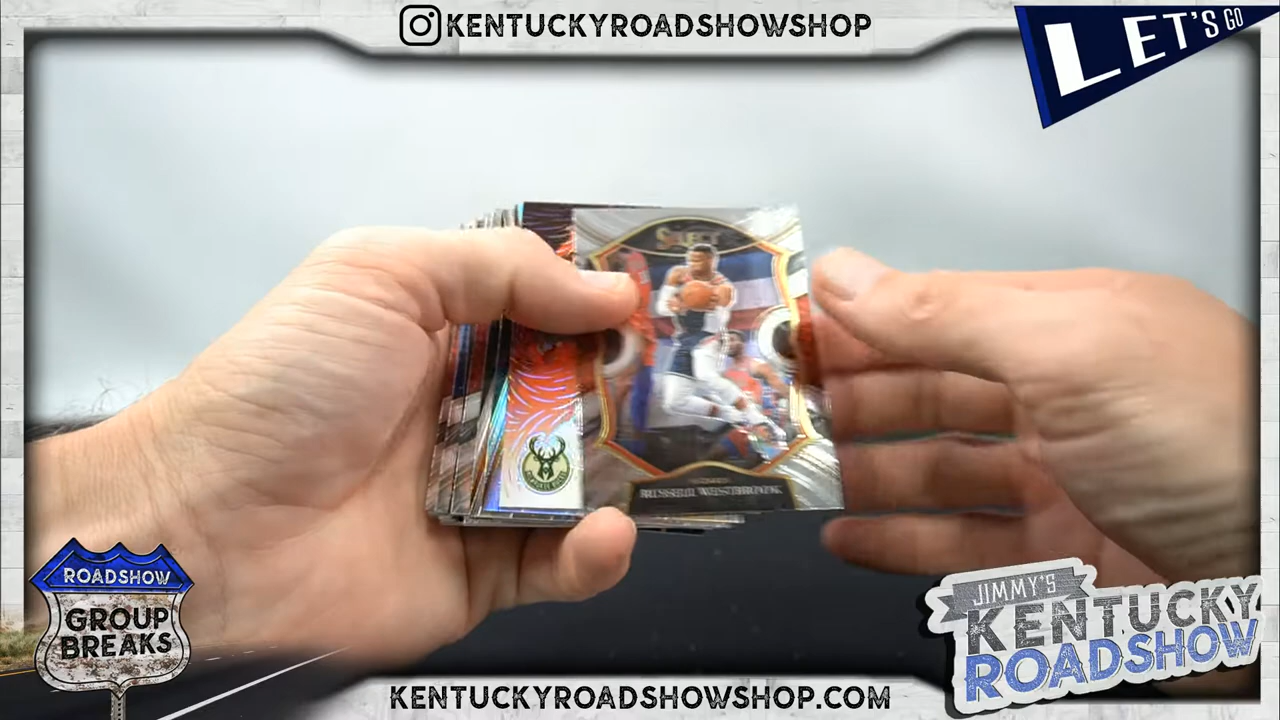 KENTUCKYROADSHOWSHOP
LET'S GO
SELECT
RUSSELL WESTBROOK
ROADSHOW
GROUP
BREAKS
JIMMY'S
KENTUCKY
ROADSHOW
KENTUCKYROADSHOWSHOP.COM